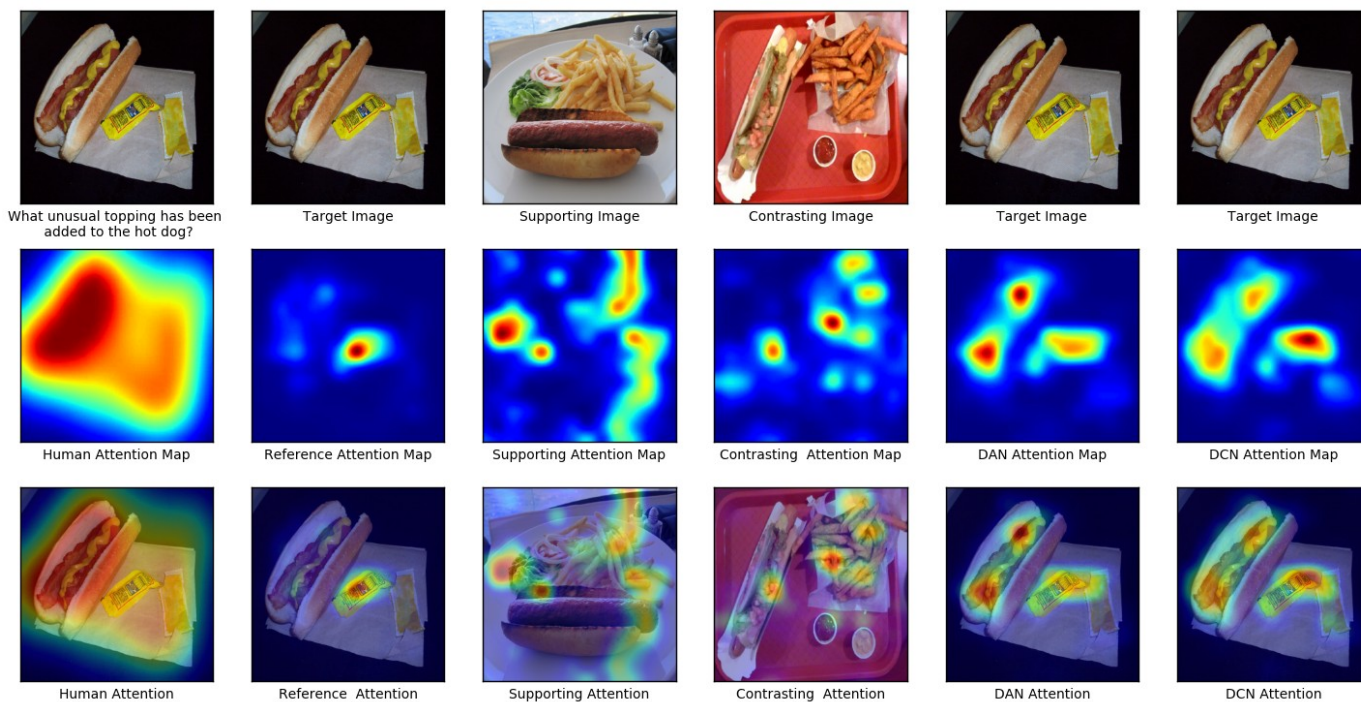 What unusual topping has been
added to the hot dog?
Target Image
Supporting Image
Contrasting Image
Target Image
Target Image
Human Attention Map
Reference Attention Map
Supporting Attention Map
Contrasting  Attention Map
DAN Attention Map
DCN Attention Map
Human Attention
Reference  Attention
Supporting Attention
Contrasting  Attention
DAN Attention
DCN Attention